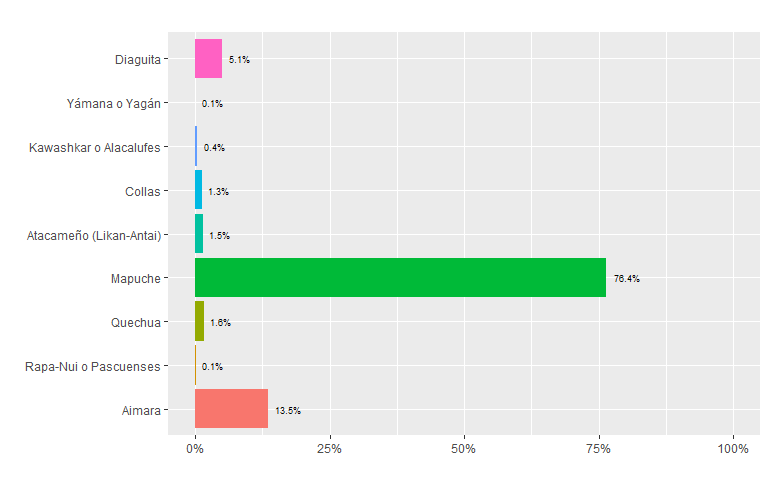 Diaguita 5.1%
Yámana o Yagán 0.1%
Kawashkar o Alacalufes 0.4%
Collas 1.3%
Atacameño (Likan-Antai) 1.5%
Mapuche 76.4%
Quechua 1.6%
Rapa-Nui o Pascuenses 0.1%
Aimara 13.5%
0% 25% 50% 75% 100%